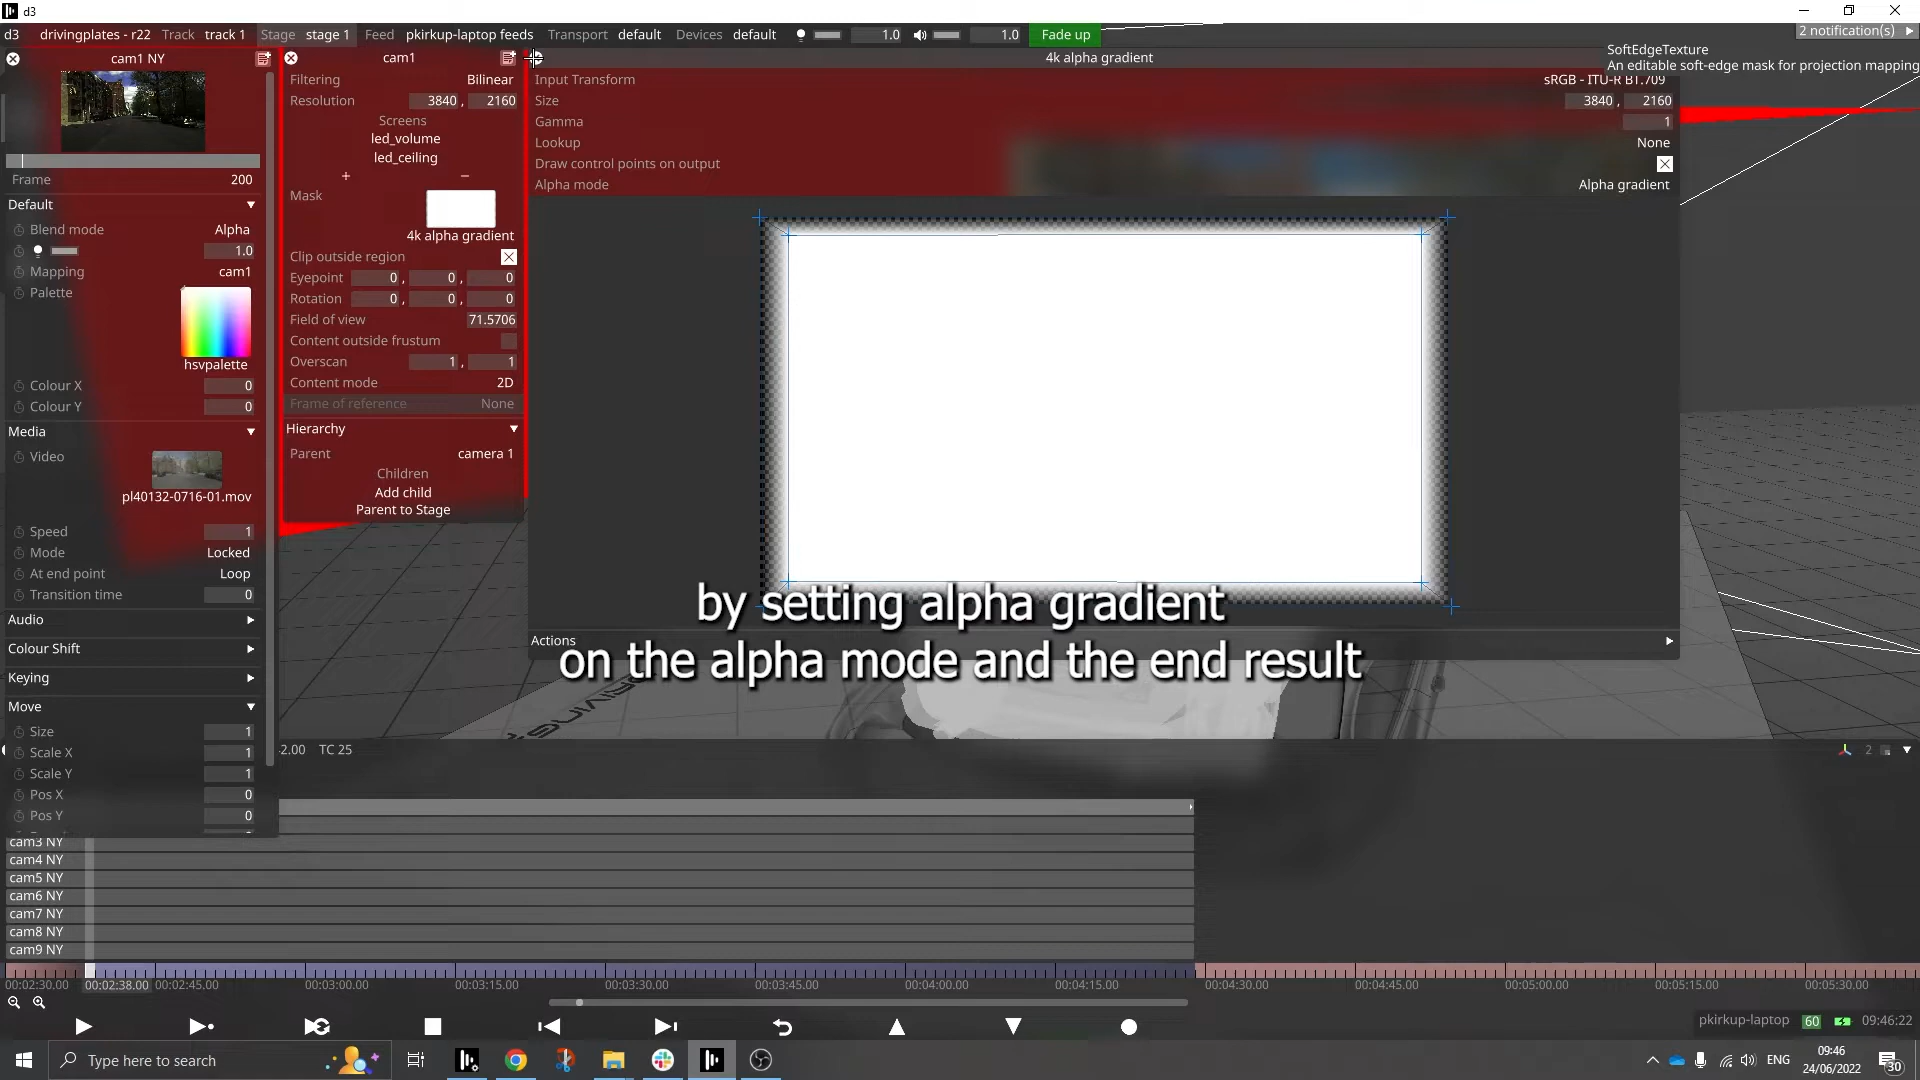 d3
d3 drivingplates - r22 Track track 1 Stage stage 1 Feed pkirkup-laptop feeds Transport default Devices default 1.0 1.0 Fade up 2 notification(s)
SoftEdgeTexture
An editable soft-edge mask for projection mapping
cam1 NY
Frame 200
Default
Blend mode Alpha
1.0
Mapping cam1
Palette
hsvpalette
Colour X 0
Colour Y 0
Media
Video
pl40132-0716-01.mov
Speed 1
Mode Locked
At end point Loop
Transition time 0
Audio
Colour Shift
Keying
Move
Size 1
Scale X 1
Scale Y 1
Pos X 0
Pos Y 0
cam1
Filtering Bilinear
Resolution 3840 , 2160
Screens
led_volume
led_ceiling
+ −
Mask
4k alpha gradient
Clip outside region
Eyepoint 0 , 0 , 0
Rotation 0 , 0 , 0
Field of view 71.5706
Content outside frustum
Overscan 1 , 1
Content mode 2D
Frame of reference None
Hierarchy
Parent camera 1
Children
Add child
Parent to Stage
4k alpha gradient
Input Transform sRGB - ITU-R BT.709
Size 3840 , 2160
Gamma 1
Lookup None
Draw control points on output
Alpha mode Alpha gradient
Actions
by setting alpha gradient
on the alpha mode and the end result
-2.00 TC 25
2
cam3 NY
cam4 NY
cam5 NY
cam6 NY
cam7 NY
cam8 NY
cam9 NY
00:02:30.00 00:02:38.00 00:02:45.00 00:03:00.00 00:03:15.00 00:03:30.00 00:03:45.00 00:04:00.00 00:04:15.00 00:04:30.00 00:04:45.00 00:05:00.00 00:05:15.00 00:05:30.00
pkirkup-laptop 60 09:46:22
Type here to search
ENG
09:46
24/06/2022
30